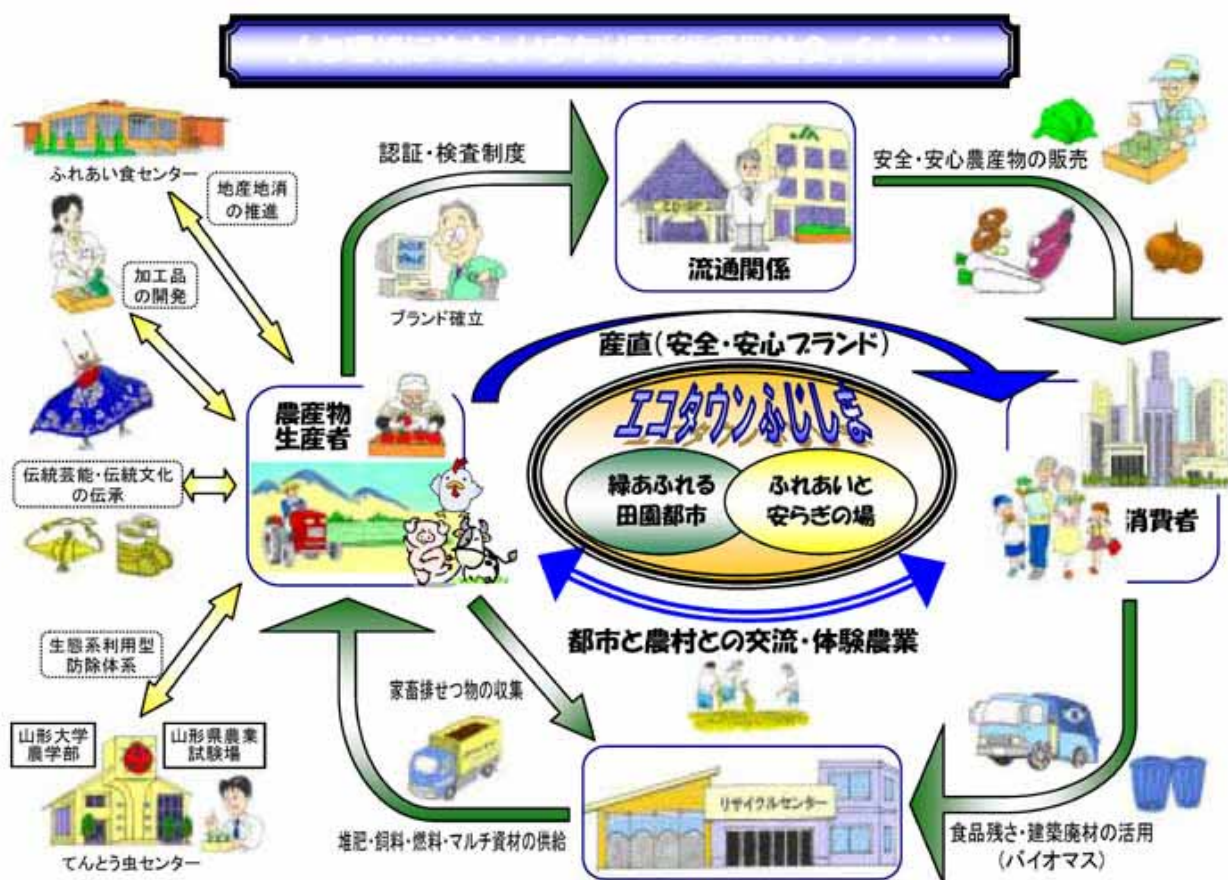 ふれあい食センター
地産地消
の推進
加工品
の開発
認証・検査制度
ブランド確立
流通関係
安全・安心農産物の販売
産直(安全・安心ブランド)
エコタウンふじしま
緑あふれる
田園都市
ふれあいと
安らぎの場
農産物
生産者
消費者
伝統芸能・伝統文化
の伝承
都市と農村との交流・体験農業
生態系利用型
防除体系
家畜排せつ物の収集
山形大学
農学部
山形県農業
試験場
てんとう虫センター
堆肥・飼料・燃料・マルチ資材の供給
リサイクルセンター
食品残さ・建築廃材の活用
(バイオマス)